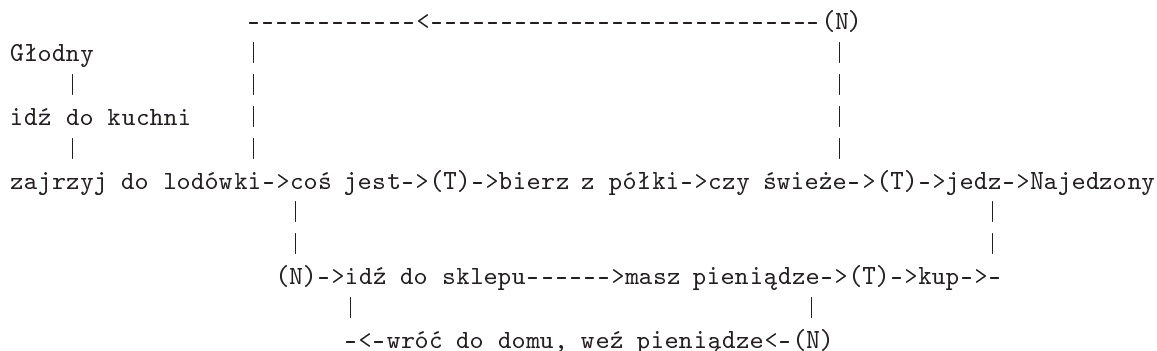 ------------<----------------------------(N)
Głodny | |
| | |
idź do kuchni | |
| | |
zajrzyj do lodówki->coś jest->(T)->bierz z półki->czy świeże->(T)->jedz->Najedzony
| |
| |
(N)->idź do sklepu------>masz pieniądze->(T)->kup->-
| |
-<-wróć do domu, weź pieniądze<-(N)